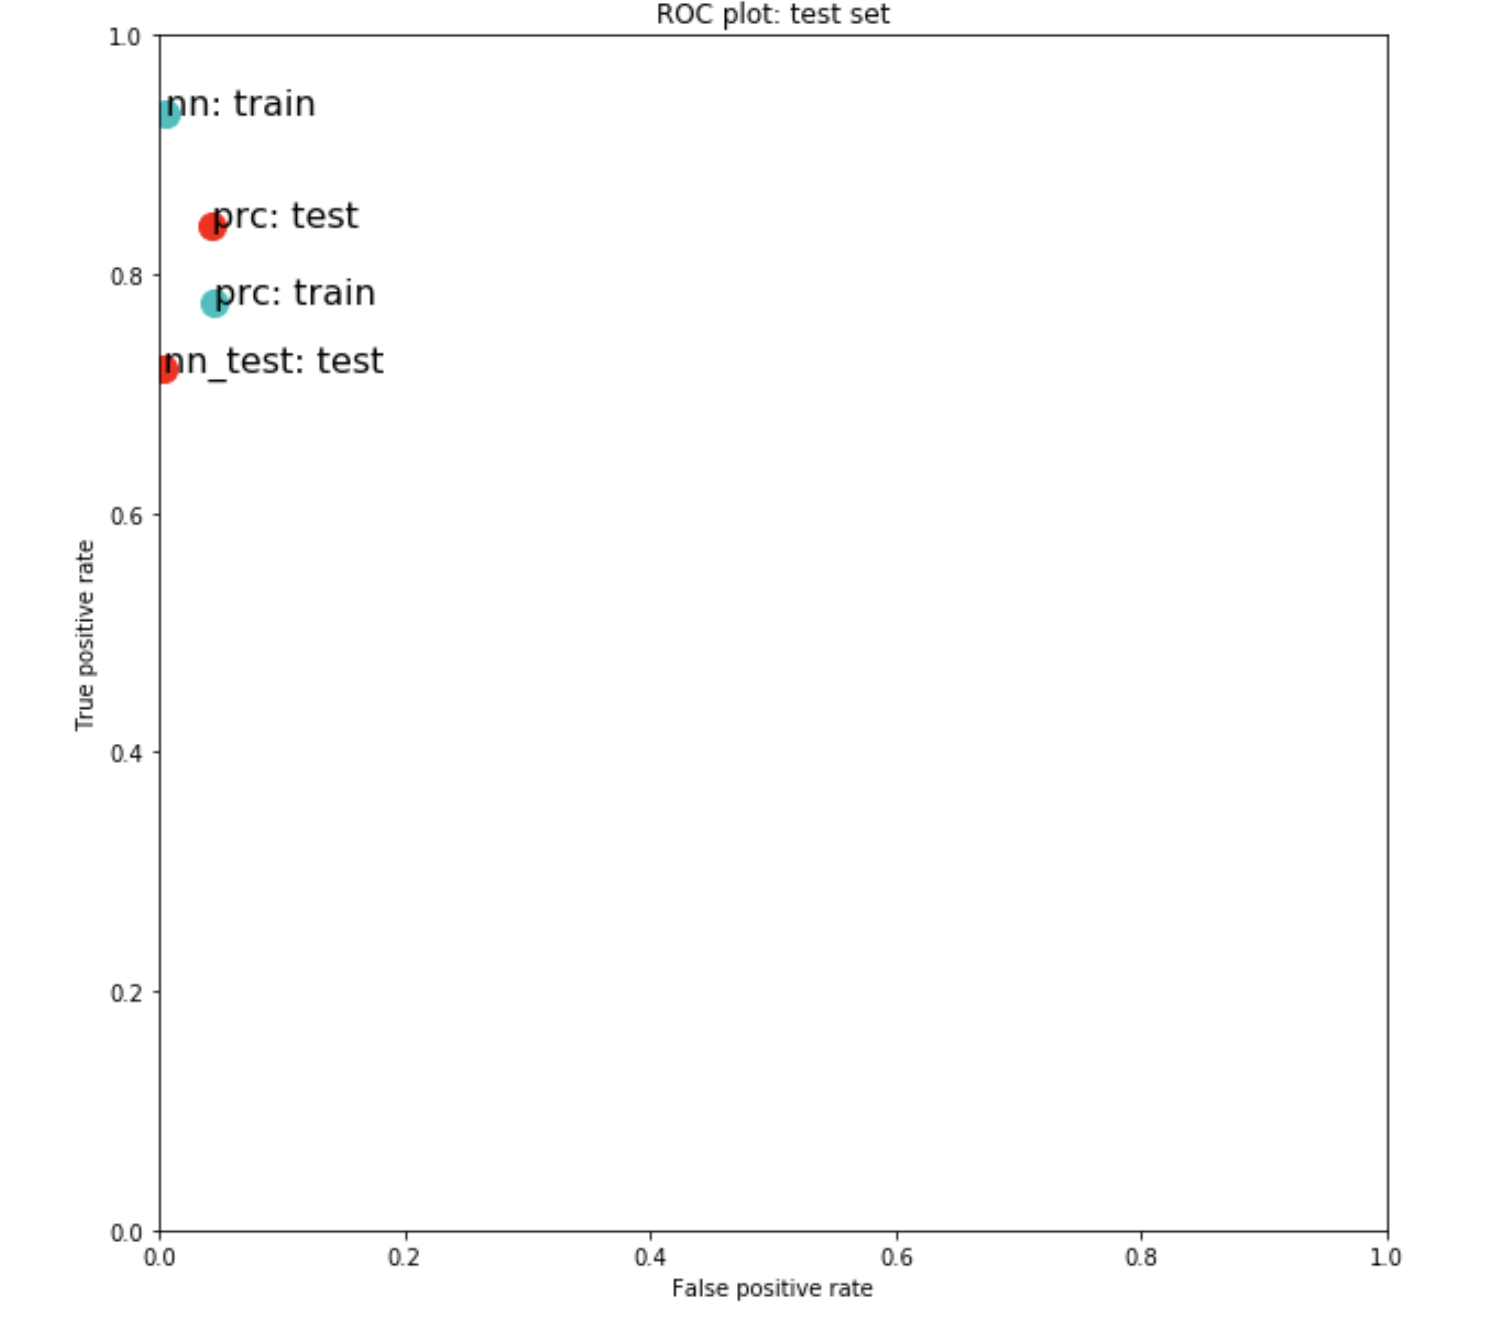 ROC plot: test set
1.0
nn: train
prc: test
0.8
prc: train
nn_test: test
0.6
True positive rate
0.4
0.2
0.0
0.0 0.2 0.4 0.6 0.8 1.0
False positive rate